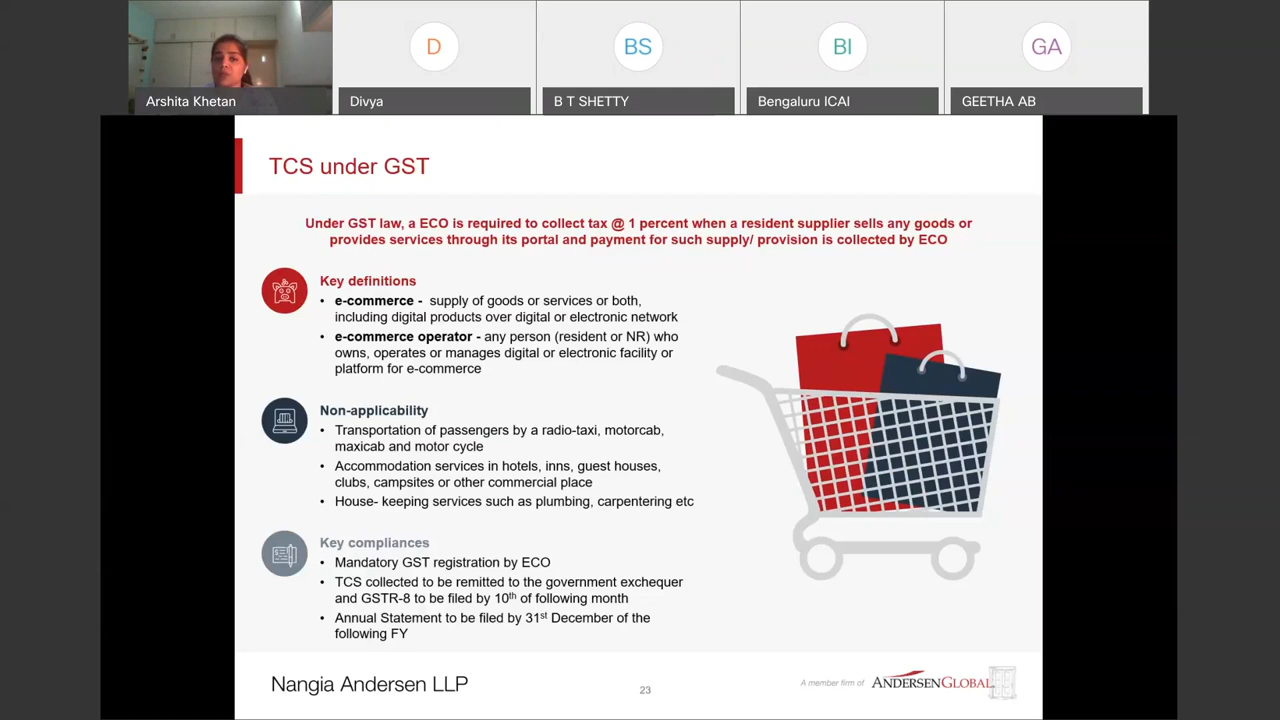 D
BS
BI
GA
Arshita Khetan
Divya
B T SHETTY
Bengaluru ICAI
GEETHA AB
TCS under GST
Under GST law, a ECO is required to collect tax @ 1 percent when a resident supplier sells any goods or
provides services through its portal and payment for such supply/ provision is collected by ECO
Key definitions
• e-commerce - supply of goods or services or both,
including digital products over digital or electronic network
• e-commerce operator - any person (resident or NR) who
owns, operates or manages digital or electronic facility or
platform for e-commerce
Non-applicability
• Transportation of passengers by a radio-taxi, motorcab,
maxicab and motor cycle
• Accommodation services in hotels, inns, guest houses,
clubs, campsites or other commercial place
• House- keeping services such as plumbing, carpentering etc
Key compliances
• Mandatory GST registration by ECO
• TCS collected to be remitted to the government exchequer
and GSTR-8 to be filed by 10th of following month
• Annual Statement to be filed by 31st December of the
following FY
Nangia Andersen LLP
23
A member firm of
ANDERSEN GLOBAL